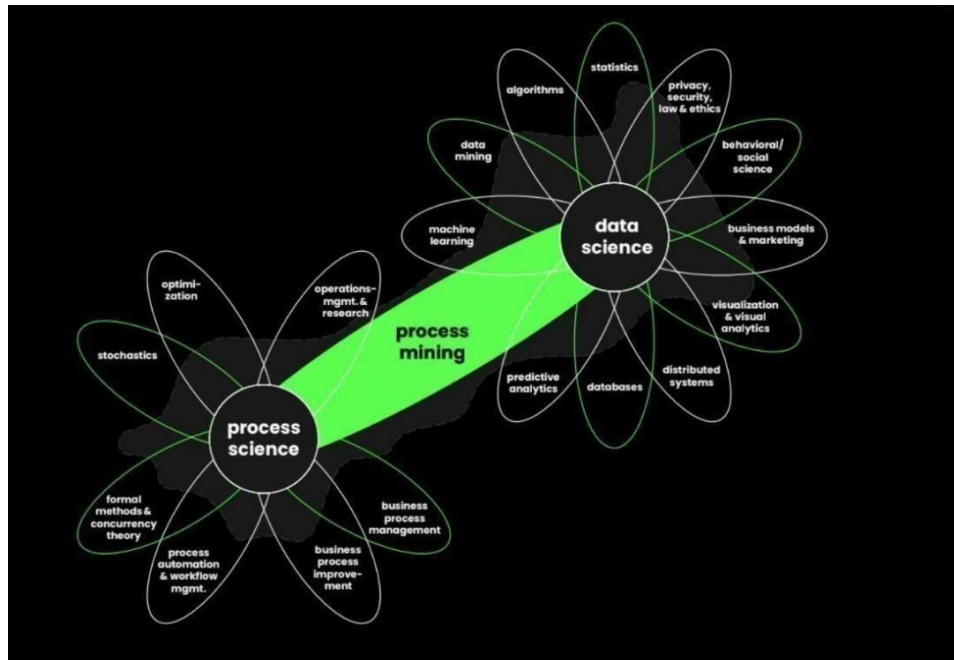 statistics
algorithms
privacy,
security,
law & ethics
data
mining
behavioral/
social
science
machine
learning
data
science
business models
& marketing
optimi-
zation
operations-
mgmt. &
research
visualization
& visual
analytics
process
mining
stochastics
predictive
analytics
databases
distributed
systems
process
science
formal
methods &
concurrency
theory
business
process
management
process
automation
& workflow
mgmt.
business
process
improve-
ment